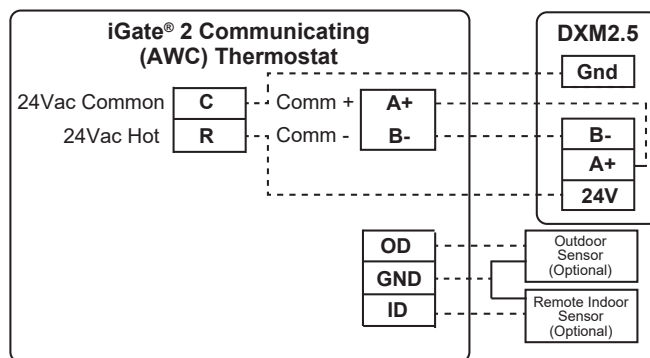 iGate® 2 Communicating
(AWC) Thermostat
DXM2.5
Gnd
24Vac Common
C
Comm +
A+
24Vac Hot
R
Comm -
B-
B-
A+
24V
OD
GND
ID
Outdoor
Sensor
(Optional)
Remote Indoor
Sensor
(Optional)